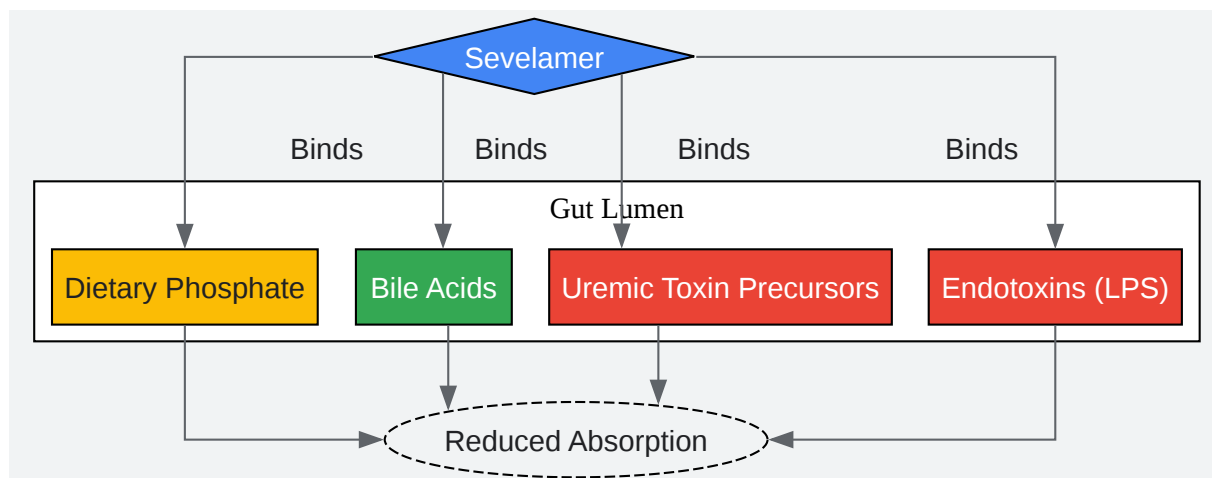 Sevelamer
Binds
Binds
Binds
Binds
Gut Lumen
Dietary Phosphate
Bile Acids
Uremic Toxin Precursors
Endotoxins (LPS)
Reduced Absorption